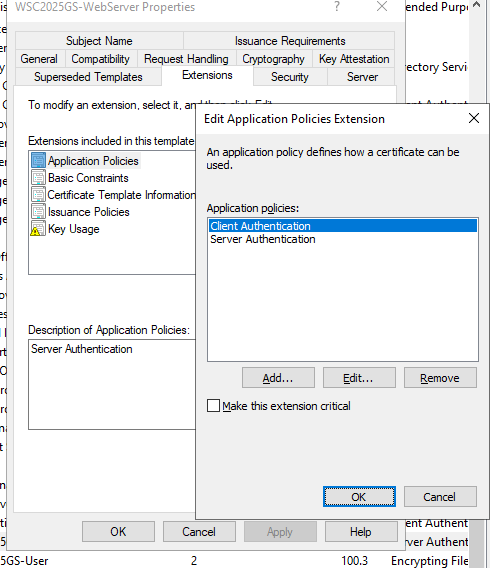 WSC2025GS-WebServer Properties
?
ended Purp
Subject Name
Issuance Requirements
General
Compatibility
Request Handling
Cryptography
Key Attestation
Superseded Templates
Extensions
Security
Server
rectory Servi
To modify an extension, select it, and then click Edit.
Edit Application Policies Extension
An application policy defines how a certificate can be
used.
Extensions included in this template
Application Policies
Basic Constraints
Certificate Template Information
Issuance Policies
Key Usage
Application policies:
Client Authentication
Server Authentication
Description of Application Policies:
Server Authentication
Add...
Edit...
Remove
Make this extension critical
OK
Cancel
OK
Cancel
Apply
Help
ent Authent
ver Authent
5GS-User
2
100.3
Encrypting File